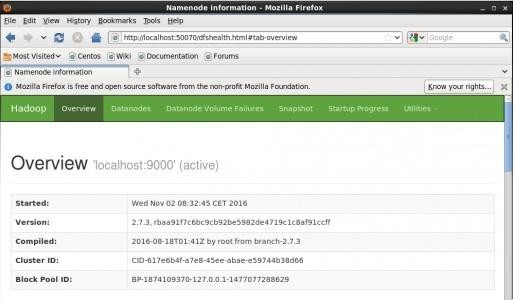 Namenode information - Mozilla Firefox
File Edit View History Bookmarks Tools Help
http://localhost:50070/dfshealth.html#tab-overview Google
Most Visited Centos Wiki Documentation Forums
Namenode information
Mozilla Firefox is free and open source software from the non-profit Mozilla Foundation. Know your rights...
Hadoop Overview Datanodes Datanode Volume Failures Snapshot Startup Progress Utilities
Overview 'localhost:9000' (active)
Started: Wed Nov 02 08:32:45 CET 2016
Version: 2.7.3, rbaa91f7c6bc9cb92be5982de4719c1c8af91ccff
Compiled: 2016-08-18T01:41Z by root from branch-2.7.3
Cluster ID: CID-617e6b4f-a7e8-45ee-abae-e59744b38d66
Block Pool ID: BP-1874109370-127.0.0.1-1477077288629